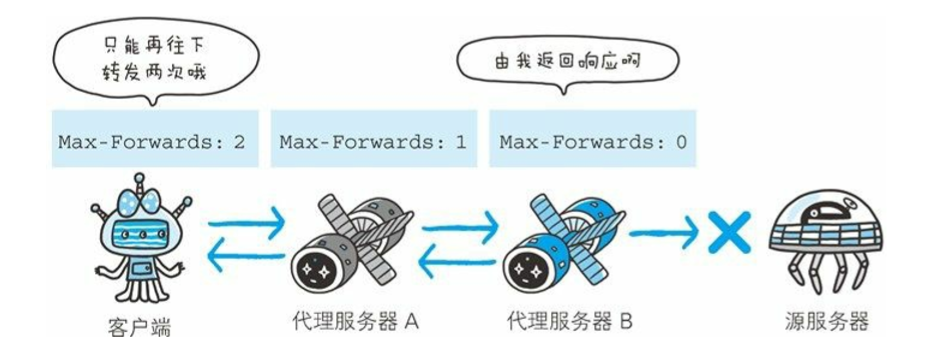 只能再往下
转发两次哦
由我返回响应啊
Max-Forwards: 2
Max-Forwards: 1
Max-Forwards: 0
客户端
代理服务器 A
代理服务器 B
源服务器